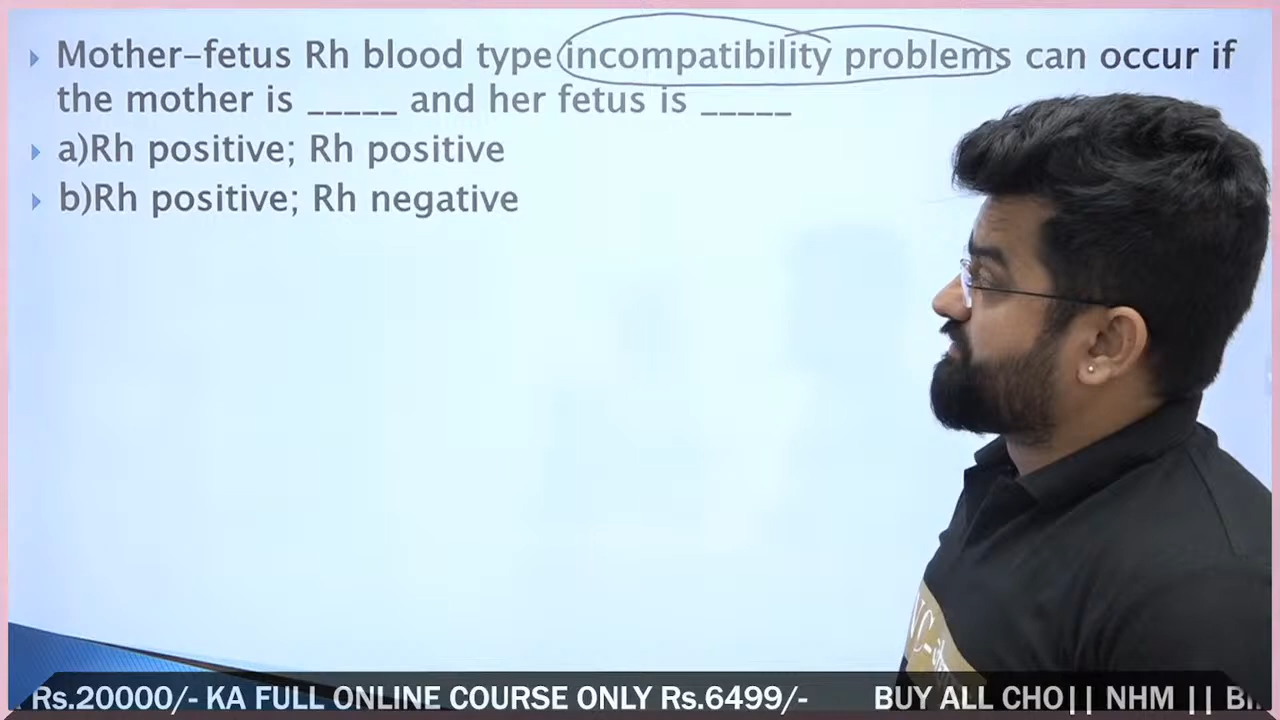 Mother-fetus Rh blood type incompatibility problems can occur if
the mother is _____ and her fetus is _____
a)Rh positive; Rh positive
b)Rh positive; Rh negative
Rs.20000/- KA FULL ONLINE COURSE ONLY Rs.6499/- BUY ALL CHO|| NHM ||